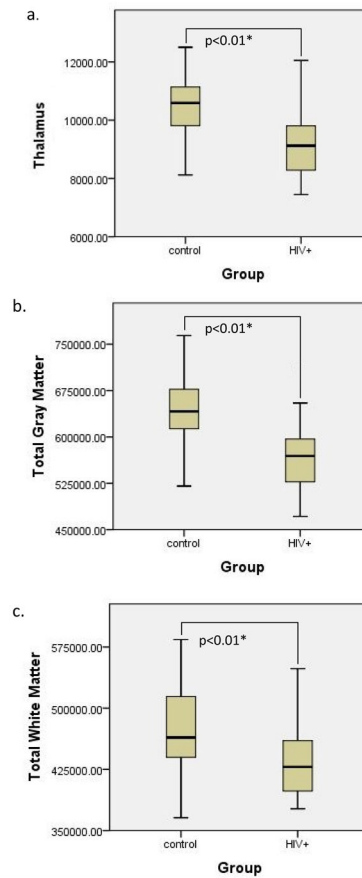 a.
p<0.01*
12000.00
10000.00
8000.00
6000.00
Thalamus
control
HIV+
Group
b.
p<0.01*
750000.00
675000.00
600000.00
525000.00
450000.00
Total Gray Matter
control
HIV+
Group
c.
p<0.01*
575000.00
500000.00
425000.00
350000.00
Total White Matter
control
HIV+
Group